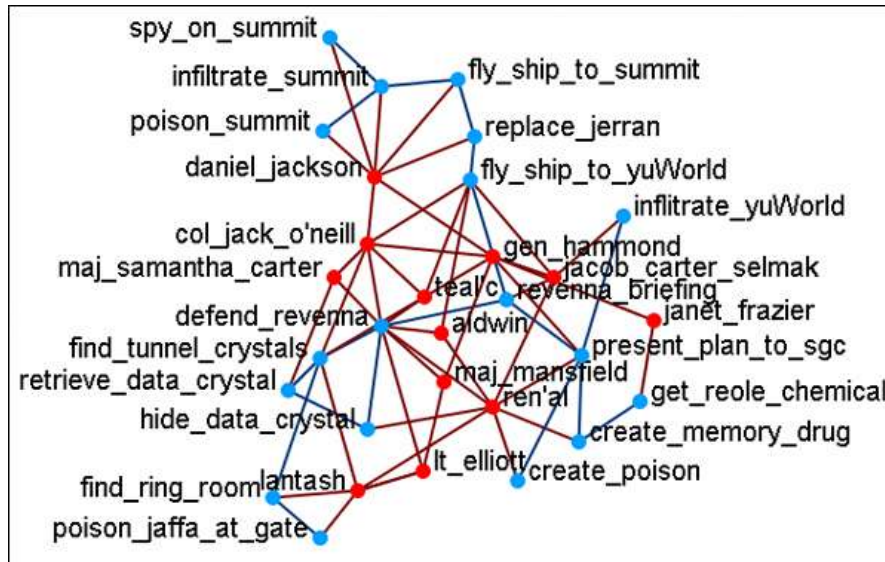 spy_on_summit
infiltrate_summit
fly_ship_to_summit
poison_summit
replace_jerran
daniel_jackson
fly_ship_to_yuWorld
inflitrate_yuWorld
col_jack_o'neill
gen_hammond
maj_samantha_carter
jacob_carter_selmak
teal'c
revenna_briefing
defend_revenna
aldwin
janet_frazier
find_tunnel_crystals
present_plan_to_sgc
retrieve_data_crystal
maj_mansfield
ren'al
get_reole_chemical
hide_data_crystal
create_memory_drug
lt_elliott
create_poison
find_ring_room
lantash
poison_jaffa_at_gate